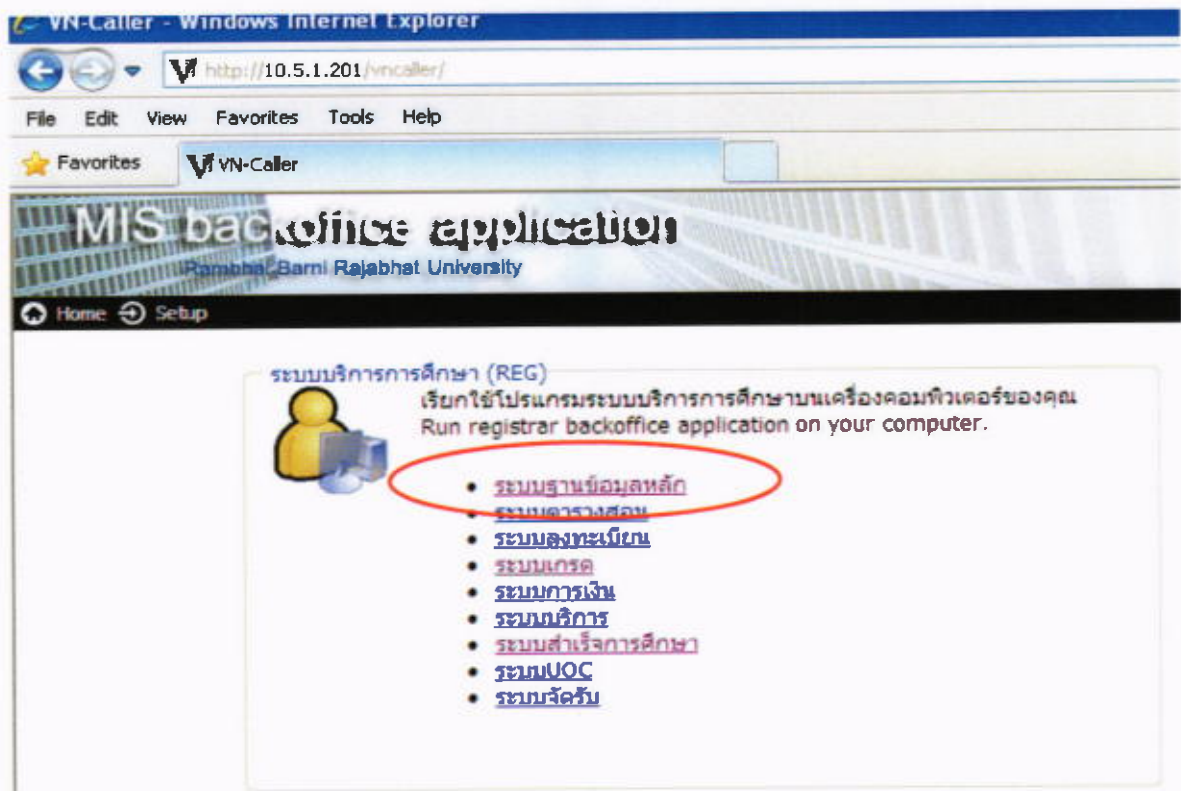 VN-Caller - Windows Internet Explorer
http://10.5.1.201/vncaller/
File Edit View Favorites Tools Help
Favorites VN-Caller
MIS backoffice application
Rambhai Barni Rajabhat University
Home Setup
ระบบบริการการศึกษา (REG)
เรียกใช้โปรแกรมระบบบริการการศึกษาบนเครื่องคอมพิวเตอร์ของคุณ
Run registrar backoffice application on your computer.
• ระบบฐานข้อมูลหลัก
• ระบบตารางสอน
• ระบบลงทะเบียน
• ระบบเกรด
• ระบบการเงิน
• ระบบบริการ
• ระบบสำเร็จการศึกษา
• ระบบUOC
• ระบบจัดรับ